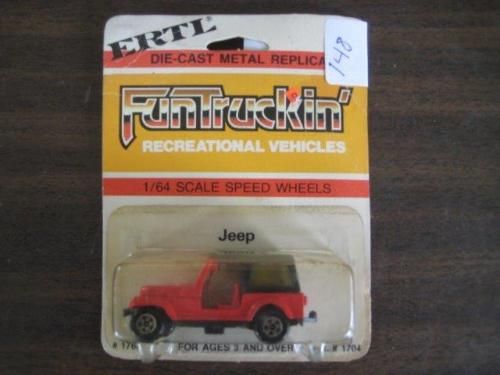 ERTL
148
DIE-CAST METAL REPLICA
FunTruckin'
RECREATIONAL VEHICLES
1/64 SCALE SPEED WHEELS
Jeep
FOR AGES 3 AND OVER # 1704